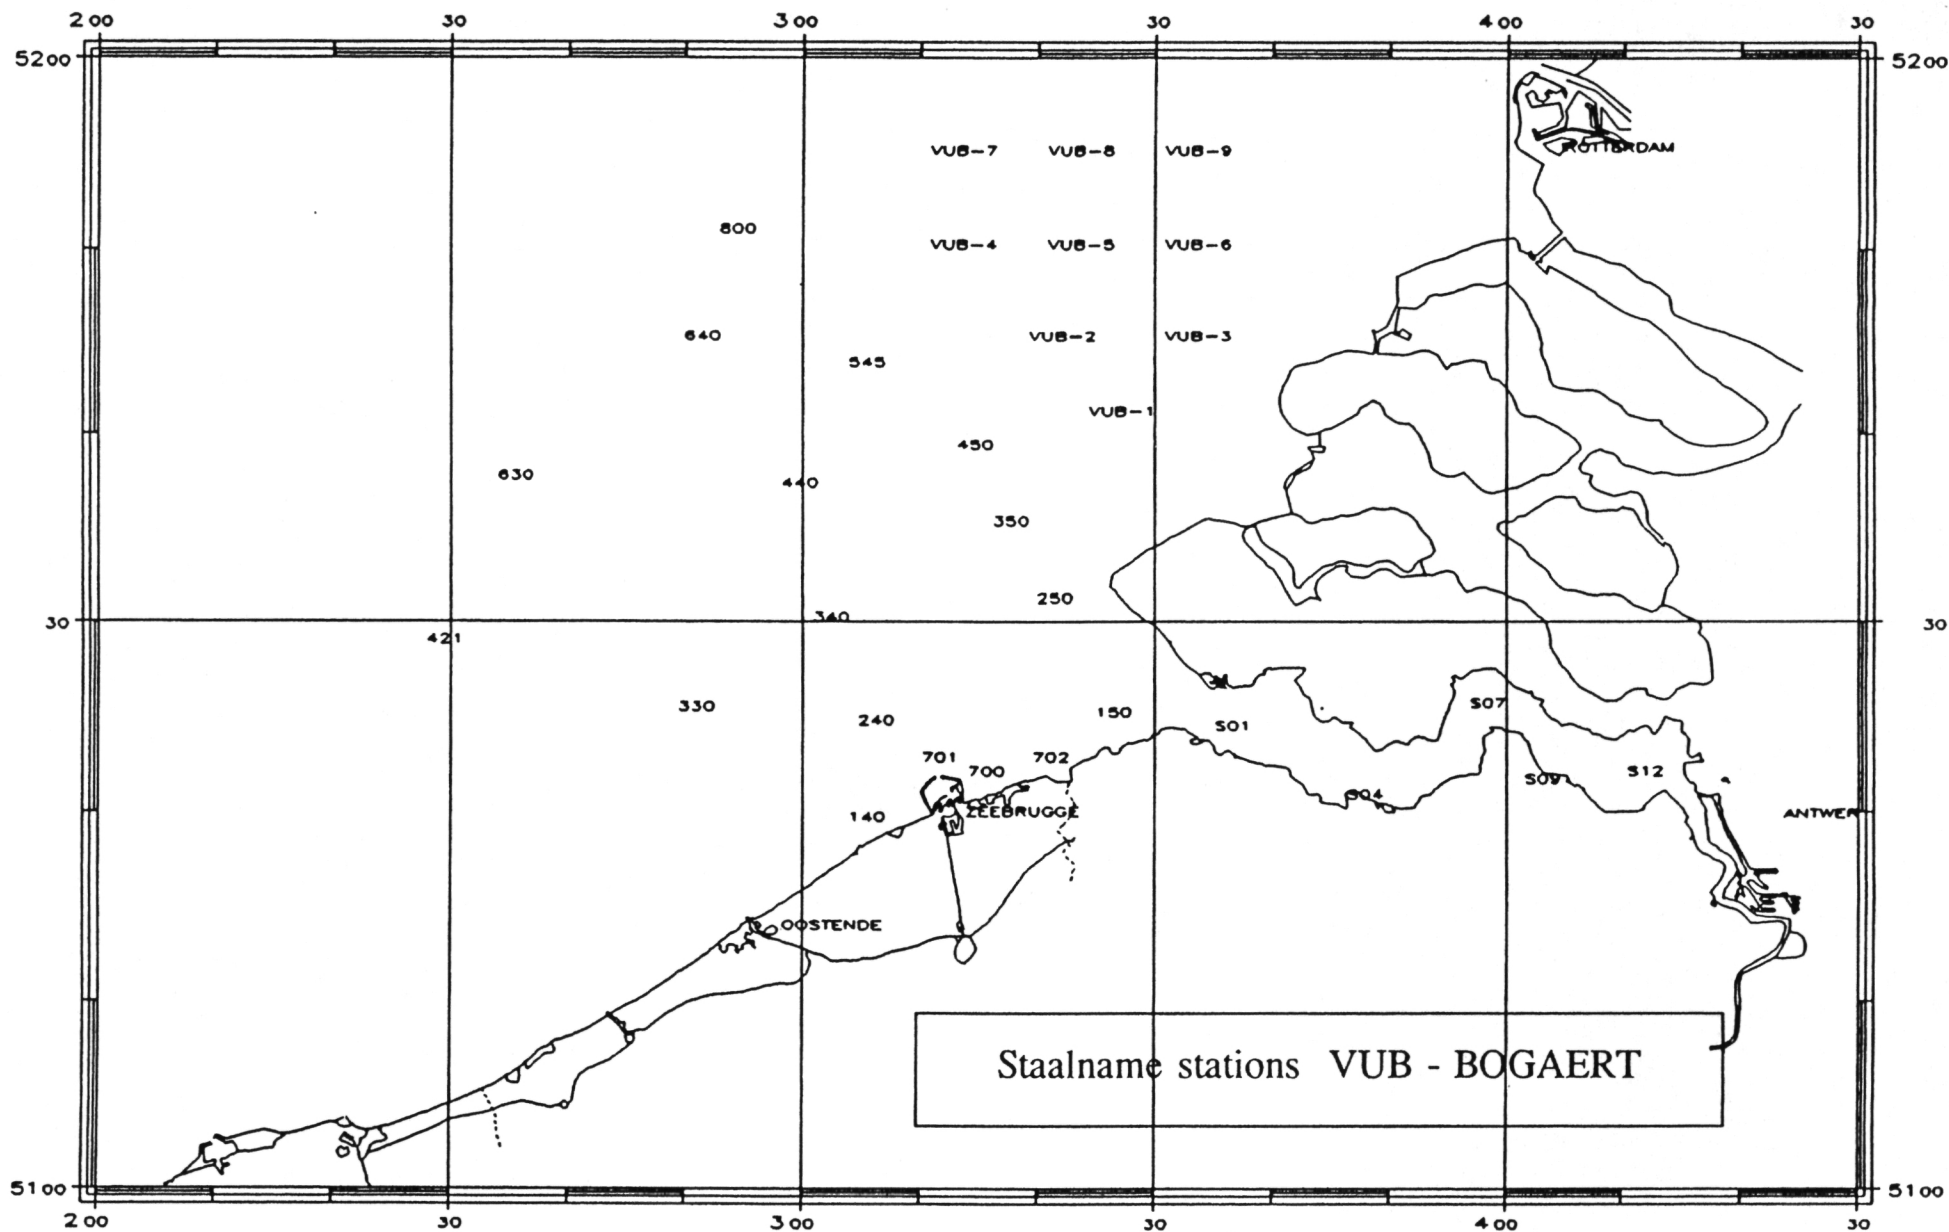 2 00 30 3 00 30 4 00 30
52 00 52 00
VUB-7 VUB-8 VUB-9
ROTTERDAM
800
VUB-4 VUB-5 VUB-6
640 VUB-2 VUB-3
545
VUB-1
450
630
440
350
250
30 340 30
421
330 240 150 S01 S07
701 700 702 S09 S12
S04
140 ZEEBRUGGE ANTWER
OOSTENDE
Staalname stations VUB - BOGAERT
51 00 51 00
2 00 30 3 00 30 4 00 30